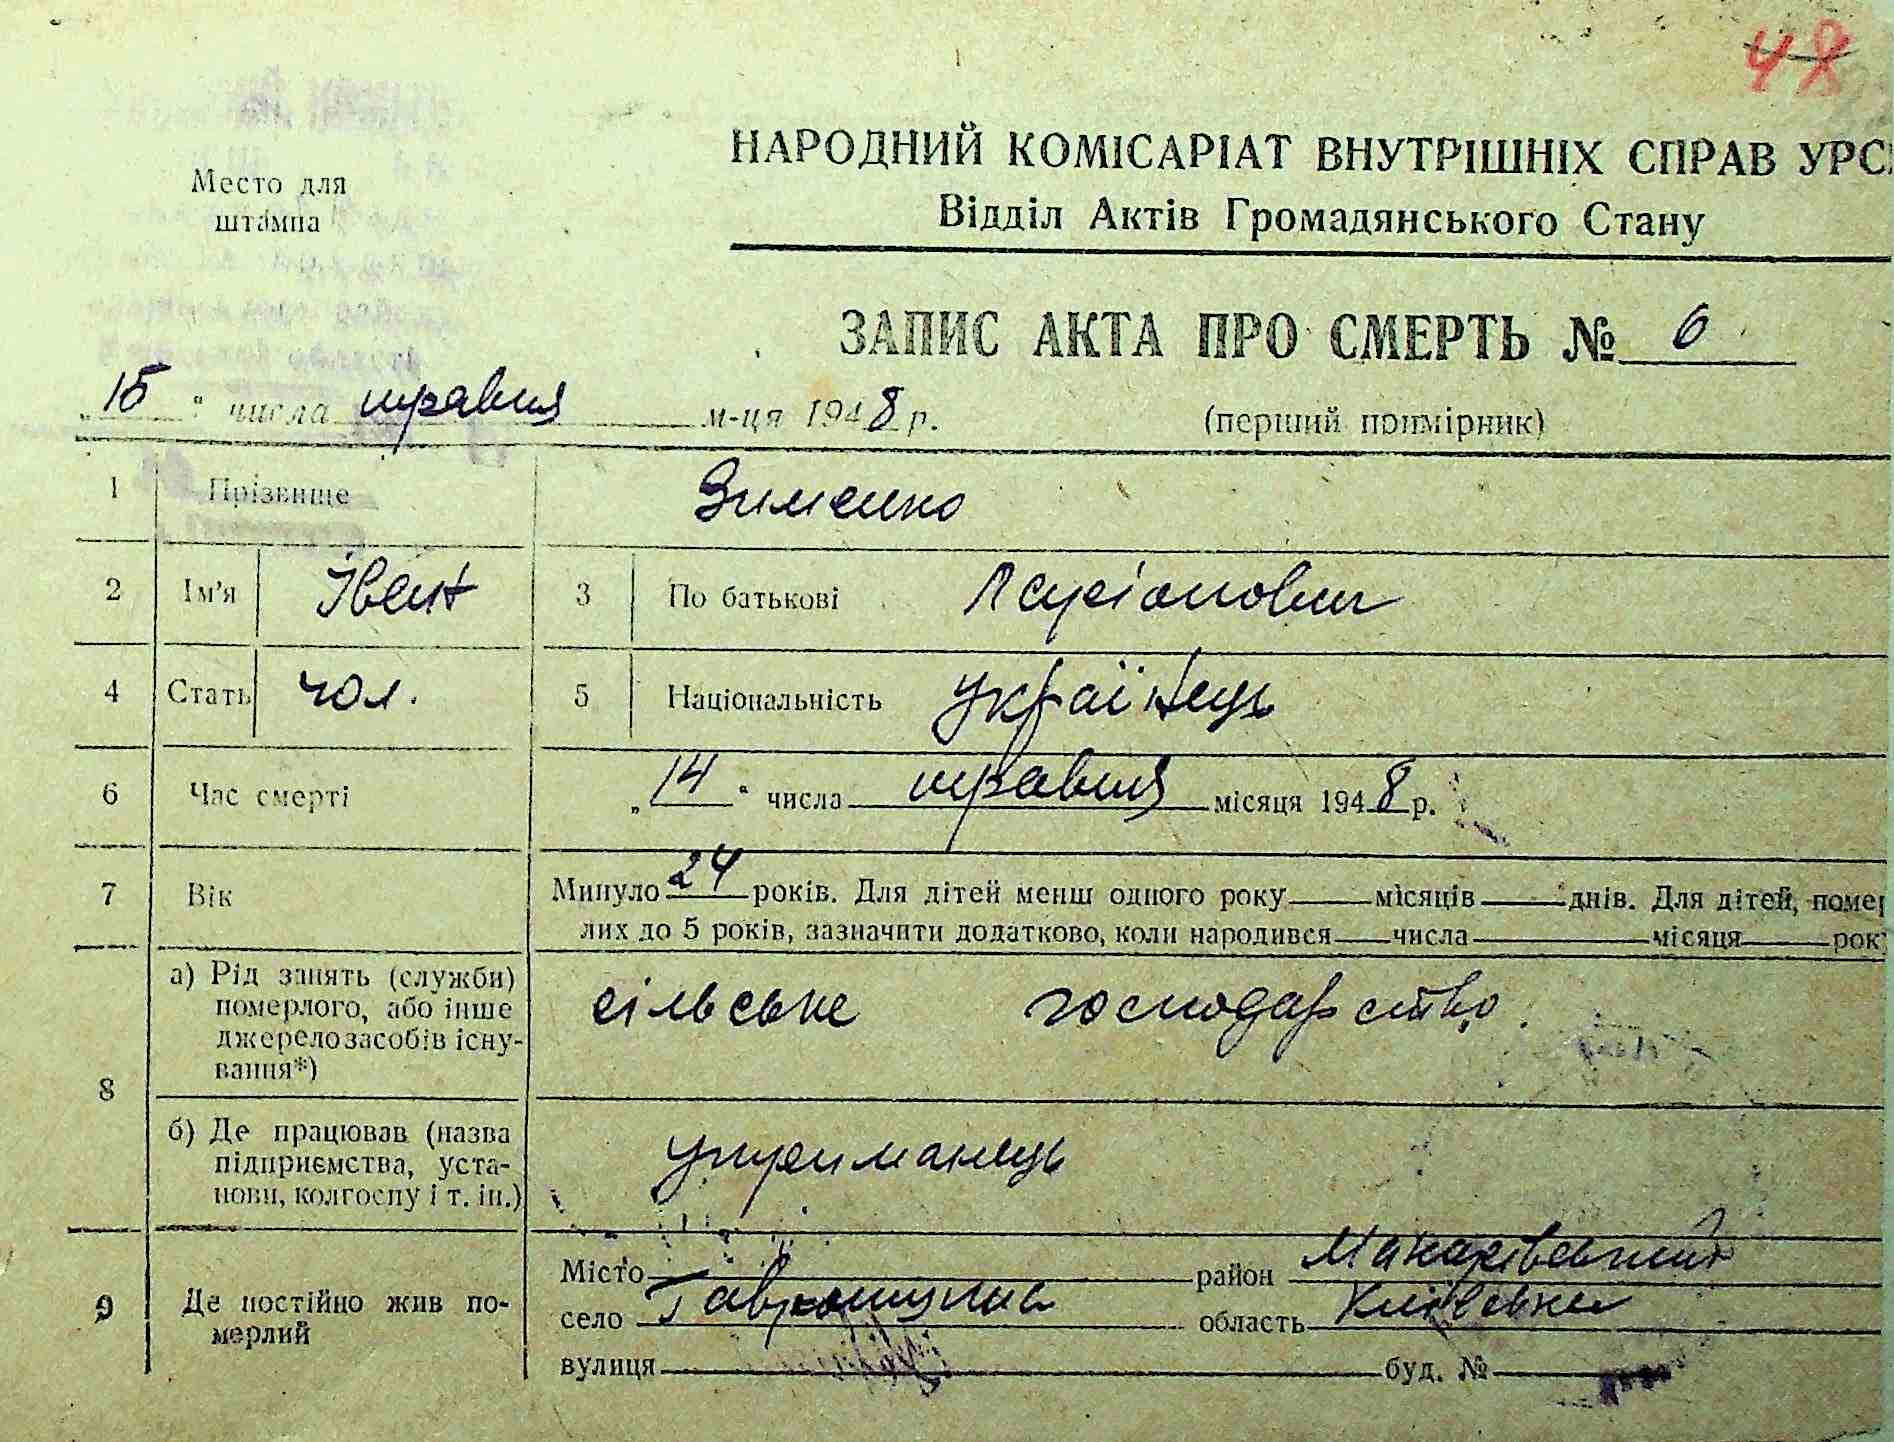 48
НАРОДНИЙ КОМІСАРІАТ ВНУТРІШНІХ СПРАВ УРС
Відділ Актів Громадянського Стану
Место для
штампа
ЗАПИС АКТА ПРО СМЕРТЬ № 6
(перший примірник)
„15“ числа травня м-ця 1948 р.
1 Прізвище Зименко
2 Ім'я Іван 3 По батькові
4 Стать чол. 5 Національність українець
6 Час смерті „14“ числа травня місяця 1948 р.
7 Вік Минуло 24 років. Для дітей менш одного року місяців днів. Для дітей, помер
лих до 5 років, зазначити додатково, коли народився числа місяця рок
8 а) Рід занять (служби)
померлого, або інше
джерело засобів існу-
вання*)
сільське господарство.
б) Де працював (назва
підприємства, уста-
нови, колгоспу і т. ін.)
утриманець
9 Де постійно жив по-
мерлий
Місто район Макарівський
село Гавронщина область Київська
вулиця буд. №